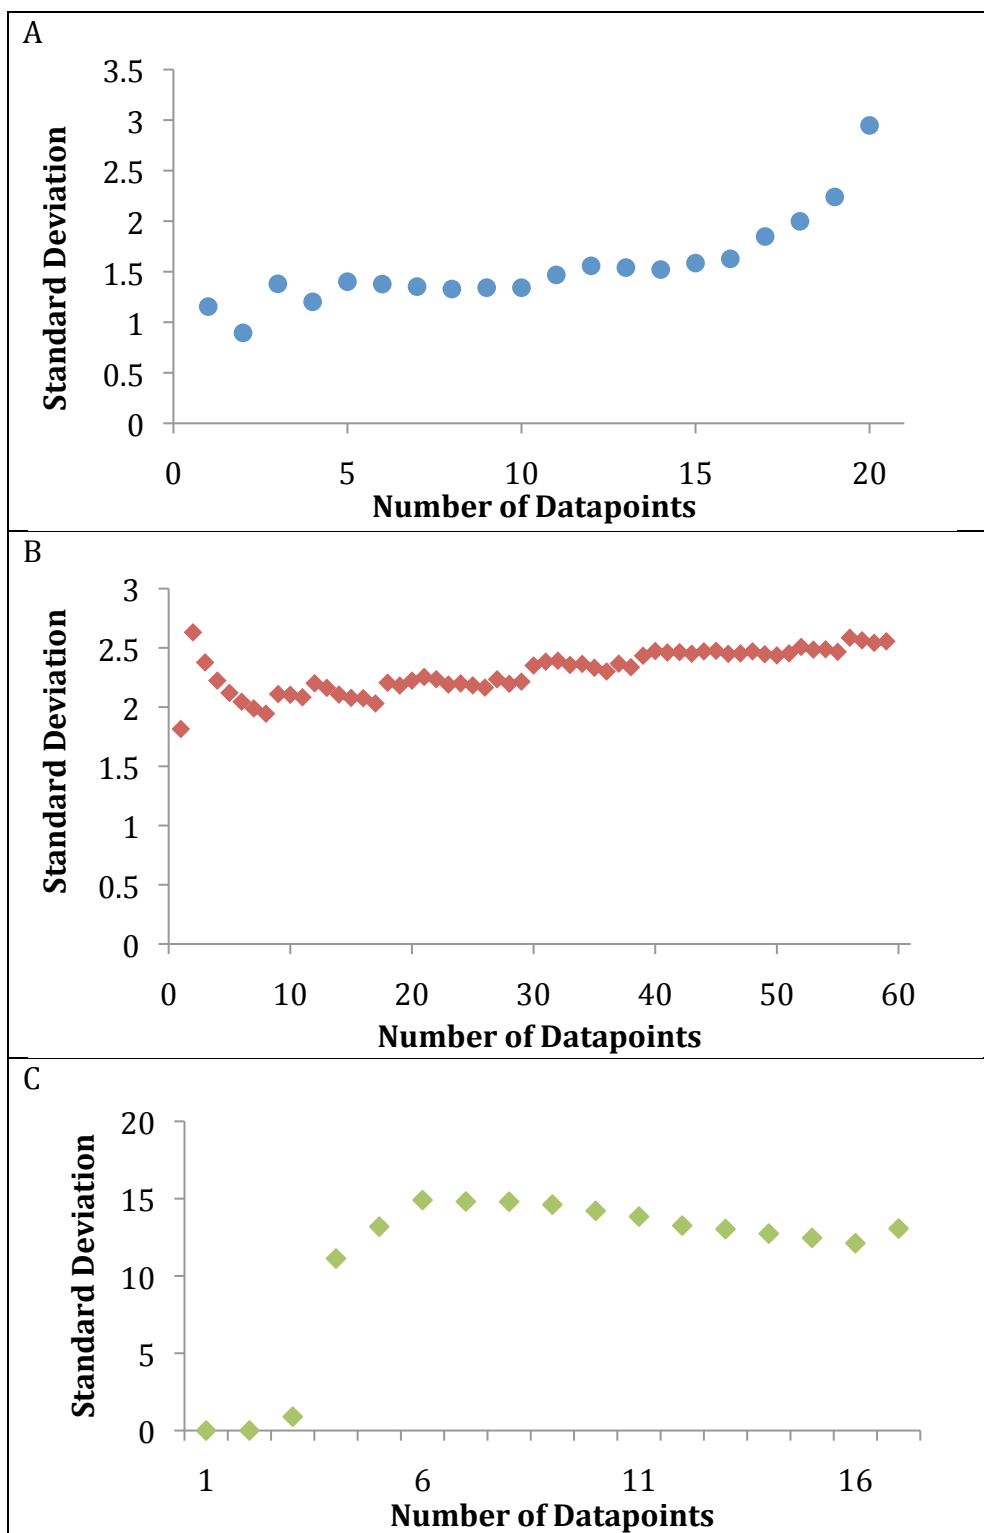 A
3.5
3
2.5
2
1.5
1
0.5
0
Standard Deviation
0 5 10 15 20
Number of Datapoints
B
3
2.5
2
1.5
1
0.5
0
Standard Deviation
0 10 20 30 40 50 60
Number of Datapoints
C
20
15
10
5
0
Standard Deviation
1 6 11 16
Number of Datapoints